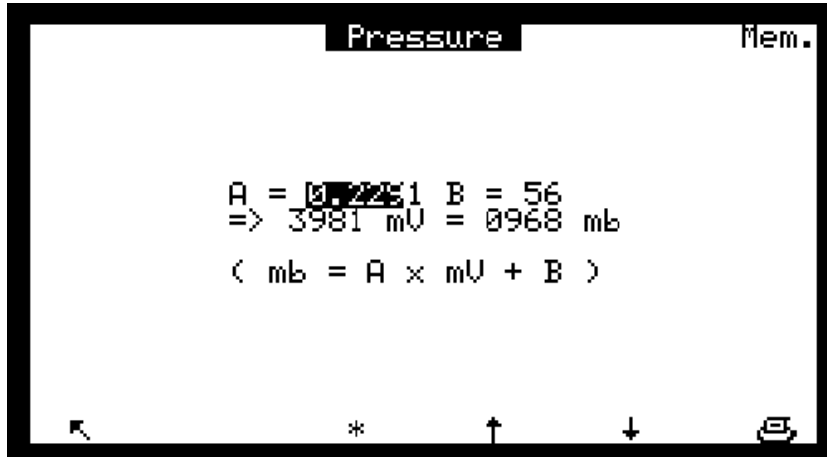 Pressure Mem.
A = B = 56
=> 3981 mV = 0968 mb
( mb = A x mV + B )
*